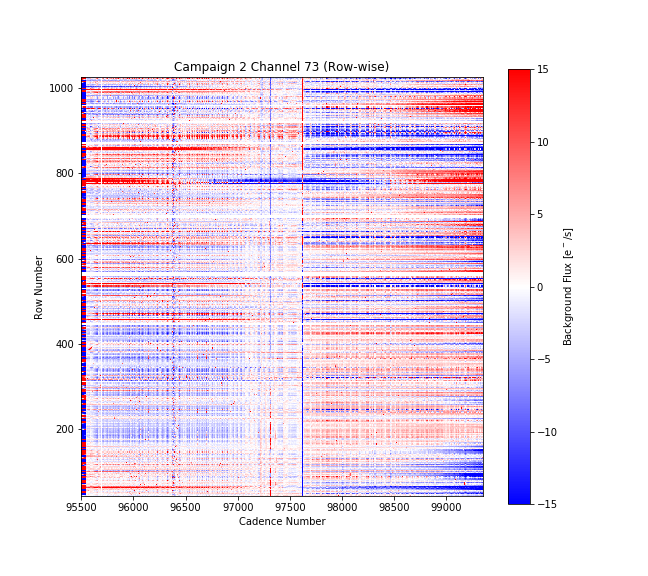 Campaign 2 Channel 73 (Row-wise)
1000
800
600
400
200
Row Number
95500 96000 96500 97000 97500 98000 98500 99000
Cadence Number
15
10
5
0
−5
−10
−15
Background Flux [e⁻/s]